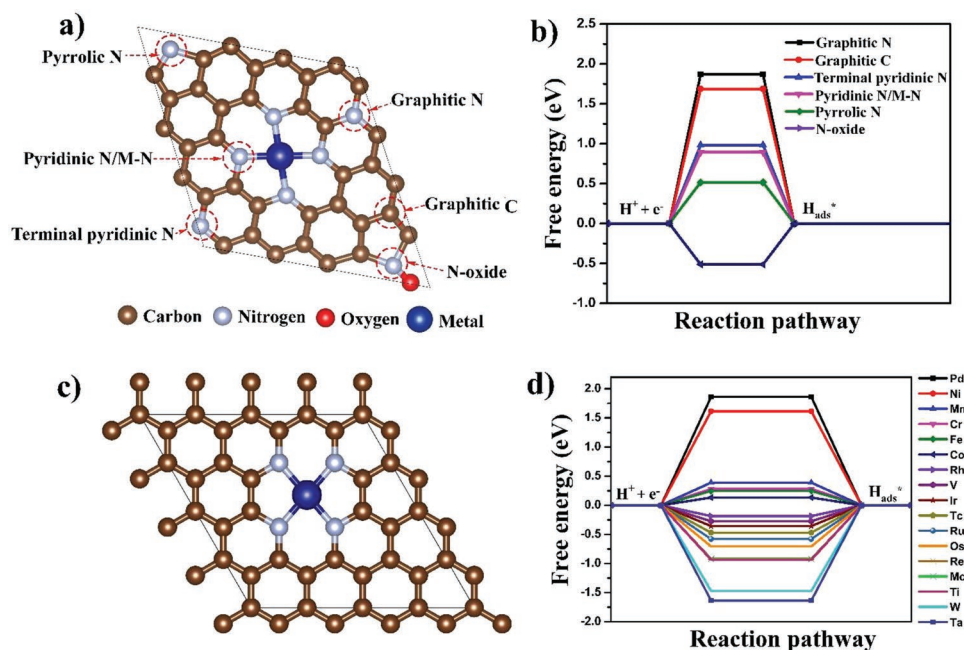 a)
Pyrrolic N
Graphitic N
Pyridinic N/M-N
Graphitic C
Terminal pyridinic N
N-oxide
Carbon Nitrogen Oxygen Metal
b)
Free energy (eV)
2.5
2.0
1.5
1.0
0.5
0.0
-0.5
-1.0
Graphitic N
Graphitic C
Terminal pyridinic N
Pyridinic N/M-N
Pyrrolic N
N-oxide
H+ + e-
Hads*
Reaction pathway
c)
d)
Free energy (eV)
2.0
1.5
1.0
0.5
0.0
-0.5
-1.0
-1.5
-2.0
H+ + e-
Hads*
Reaction pathway
Pd
Ni
Mn
Cr
Fe
Co
Rh
V
Ir
Tc
Ru
Os
Re
Mo
Ti
W
Ta